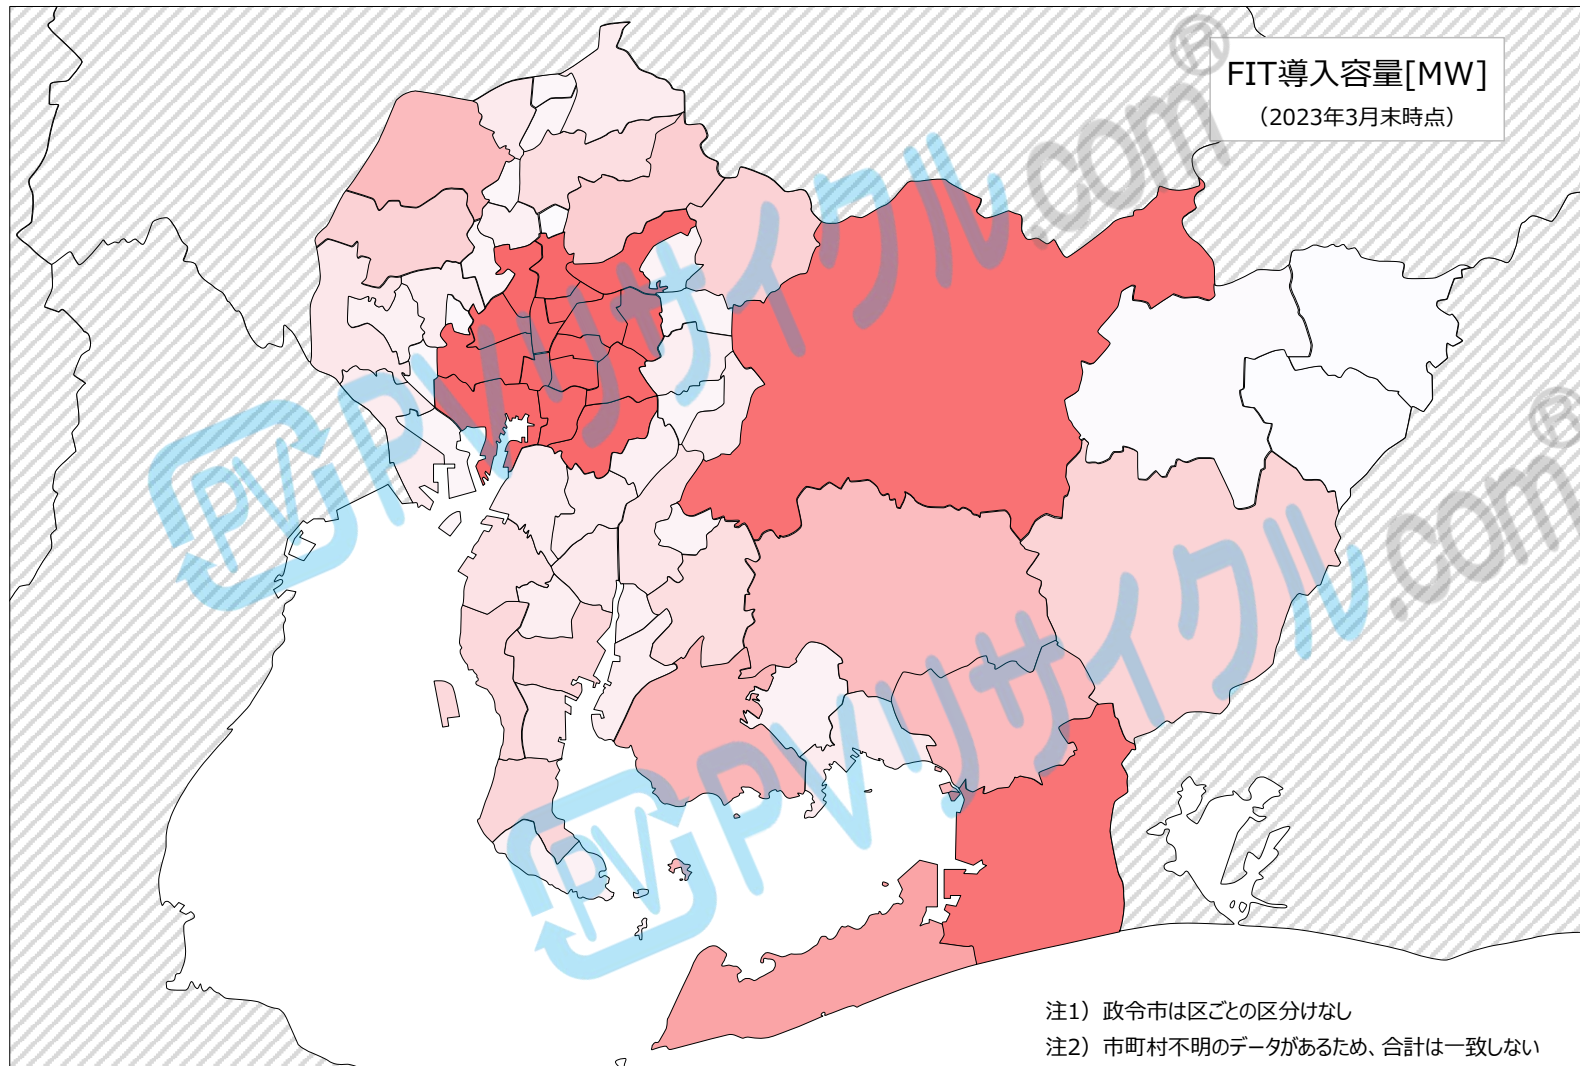 FIT導入容量[MW]
（2023年3月末時点）
PVリサイクル.com®
PV
PVリサイクル.com®
PV
注1）政令市は区ごとの区分けなし
注2）市町村不明のデータがあるため、合計は一致しない